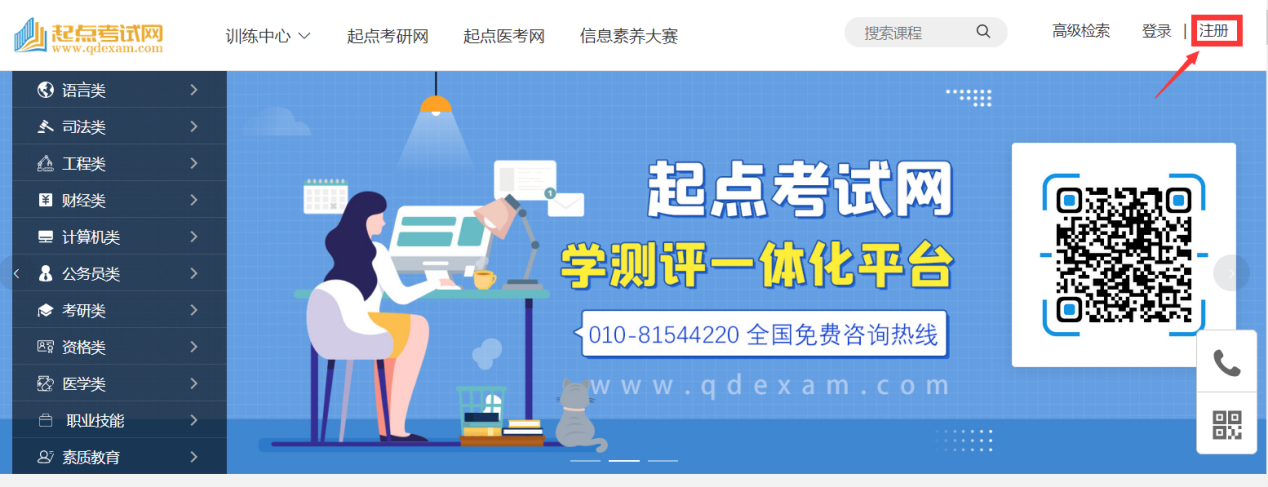 起点考试网
www.qdexam.com
训练中心 起点考研网 起点医考网 信息素养大赛 搜索课程 高级检索 登录 | 注册
语言类
司法类
工程类
财经类
计算机类
公务员类
考研类
资格类
医学类
职业技能
素质教育
起点考试网
学测评一体化平台
010-81544220 全国免费咨询热线
www.qdexam.com
1